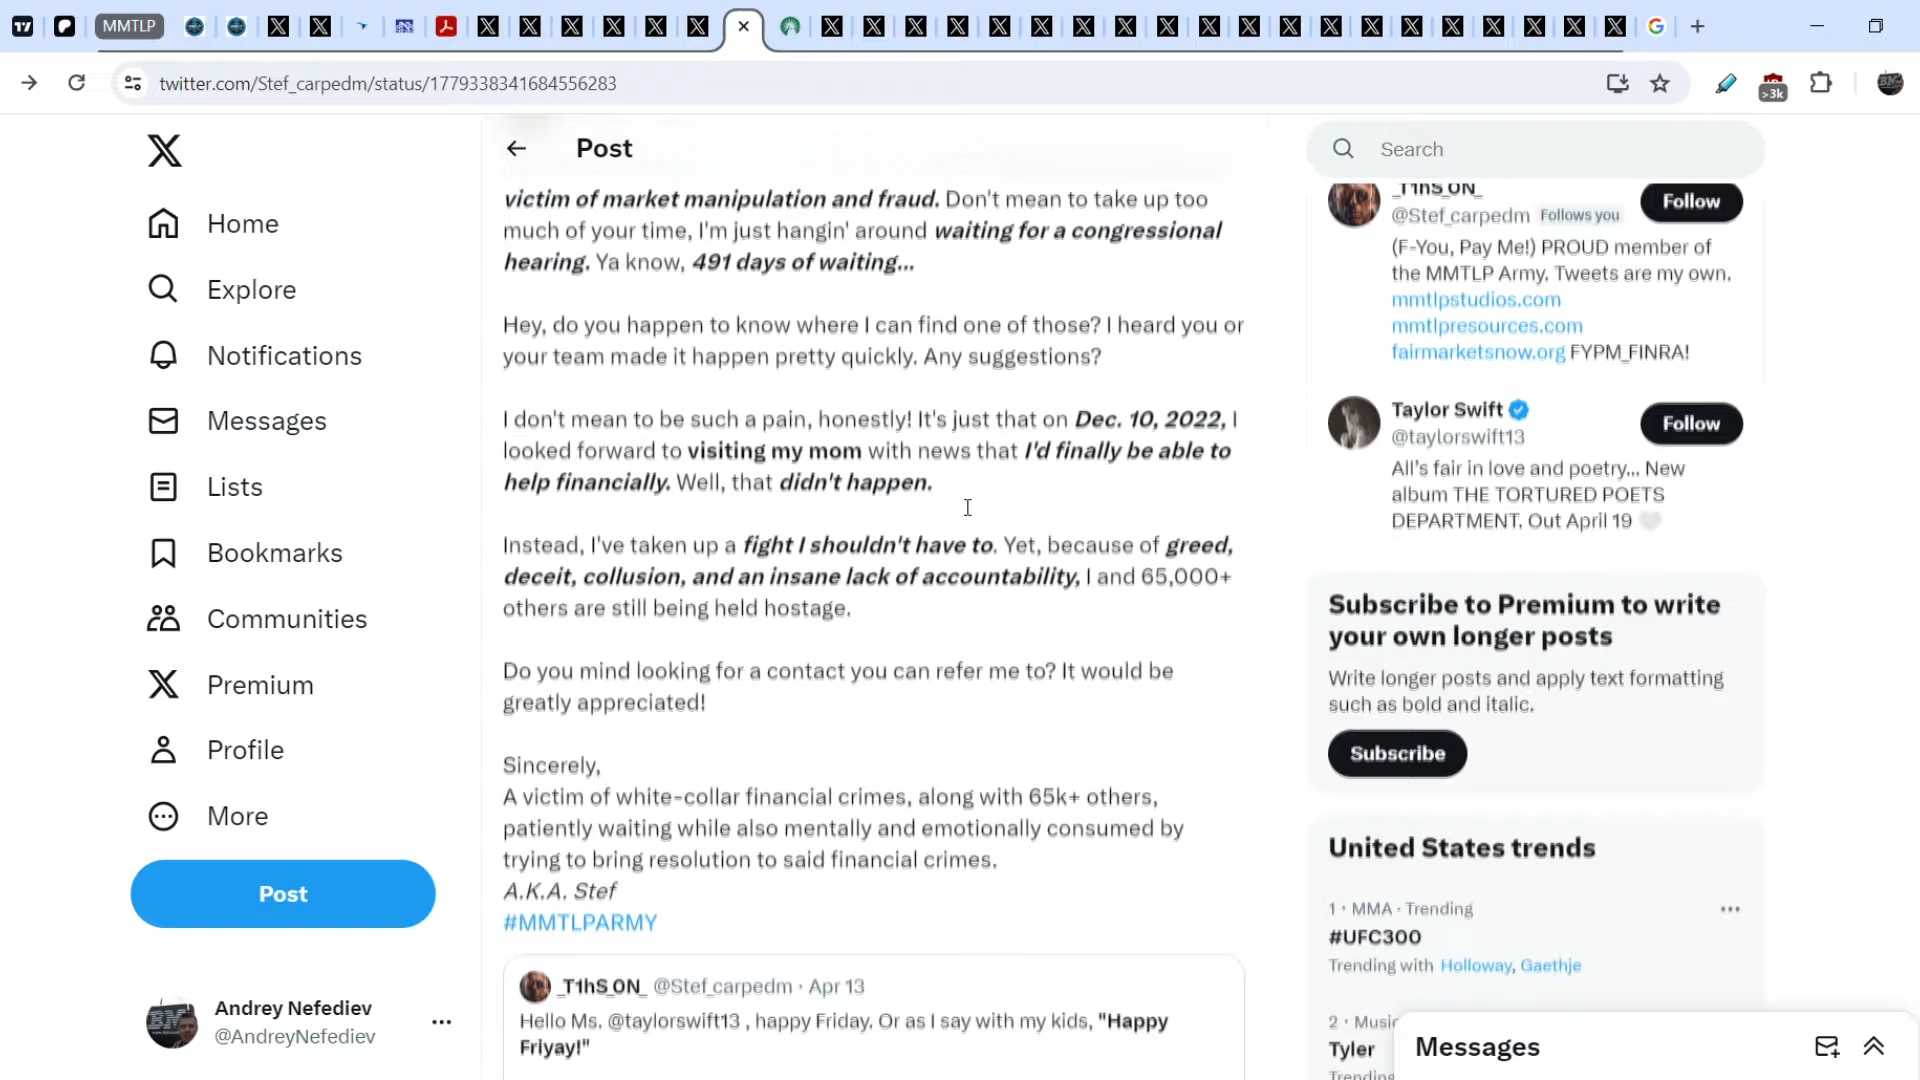 MMTLP
twitter.com/Stef_carpedm/status/1779338341684556283
>3k
Home
Explore
Notifications
Messages
Lists
Bookmarks
Communities
Premium
Profile
More
Post
Andrey Nefediev
@AndreyNefediev
Post
victim of market manipulation and fraud. Don't mean to take up too
much of your time, I'm just hangin' around waiting for a congressional
hearing. Ya know, 491 days of waiting...
Hey, do you happen to know where I can find one of those? I heard you or
your team made it happen pretty quickly. Any suggestions?
I don't mean to be such a pain, honestly! It's just that on Dec. 10, 2022, I
looked forward to visiting my mom with news that I'd finally be able to
help financially. Well, that didn't happen.
Instead, I've taken up a fight I shouldn't have to. Yet, because of greed,
deceit, collusion, and an insane lack of accountability, I and 65,000+
others are still being held hostage.
Do you mind looking for a contact you can refer me to? It would be
greatly appreciated!
Sincerely,
A victim of white-collar financial crimes, along with 65k+ others,
patiently waiting while also mentally and emotionally consumed by
trying to bring resolution to said financial crimes.
A.K.A. Stef
#MMTLPARMY
_T1hS_0N_ @Stef_carpedm · Apr 13
Hello Ms. @taylorswift13 , happy Friday. Or as I say with my kids, "Happy
Friyay!"
Search
_T1hS_0N_
@Stef_carpedm Follows you
Follow
(F-You, Pay Me!) PROUD member of
the MMTLP Army. Tweets are my own.
mmtlpstudios.com
mmtlpresources.com
fairmarketsnow.org FYPM_FINRA!
Taylor Swift
@taylorswift13
Follow
All's fair in love and poetry... New
album THE TORTURED POETS
DEPARTMENT. Out April 19
Subscribe to Premium to write
your own longer posts
Write longer posts and apply text formatting
such as bold and italic.
Subscribe
United States trends
1 · MMA · Trending
#UFC300
Trending with Holloway, Gaethje
2 · Music
Tyler
Trending
Messages